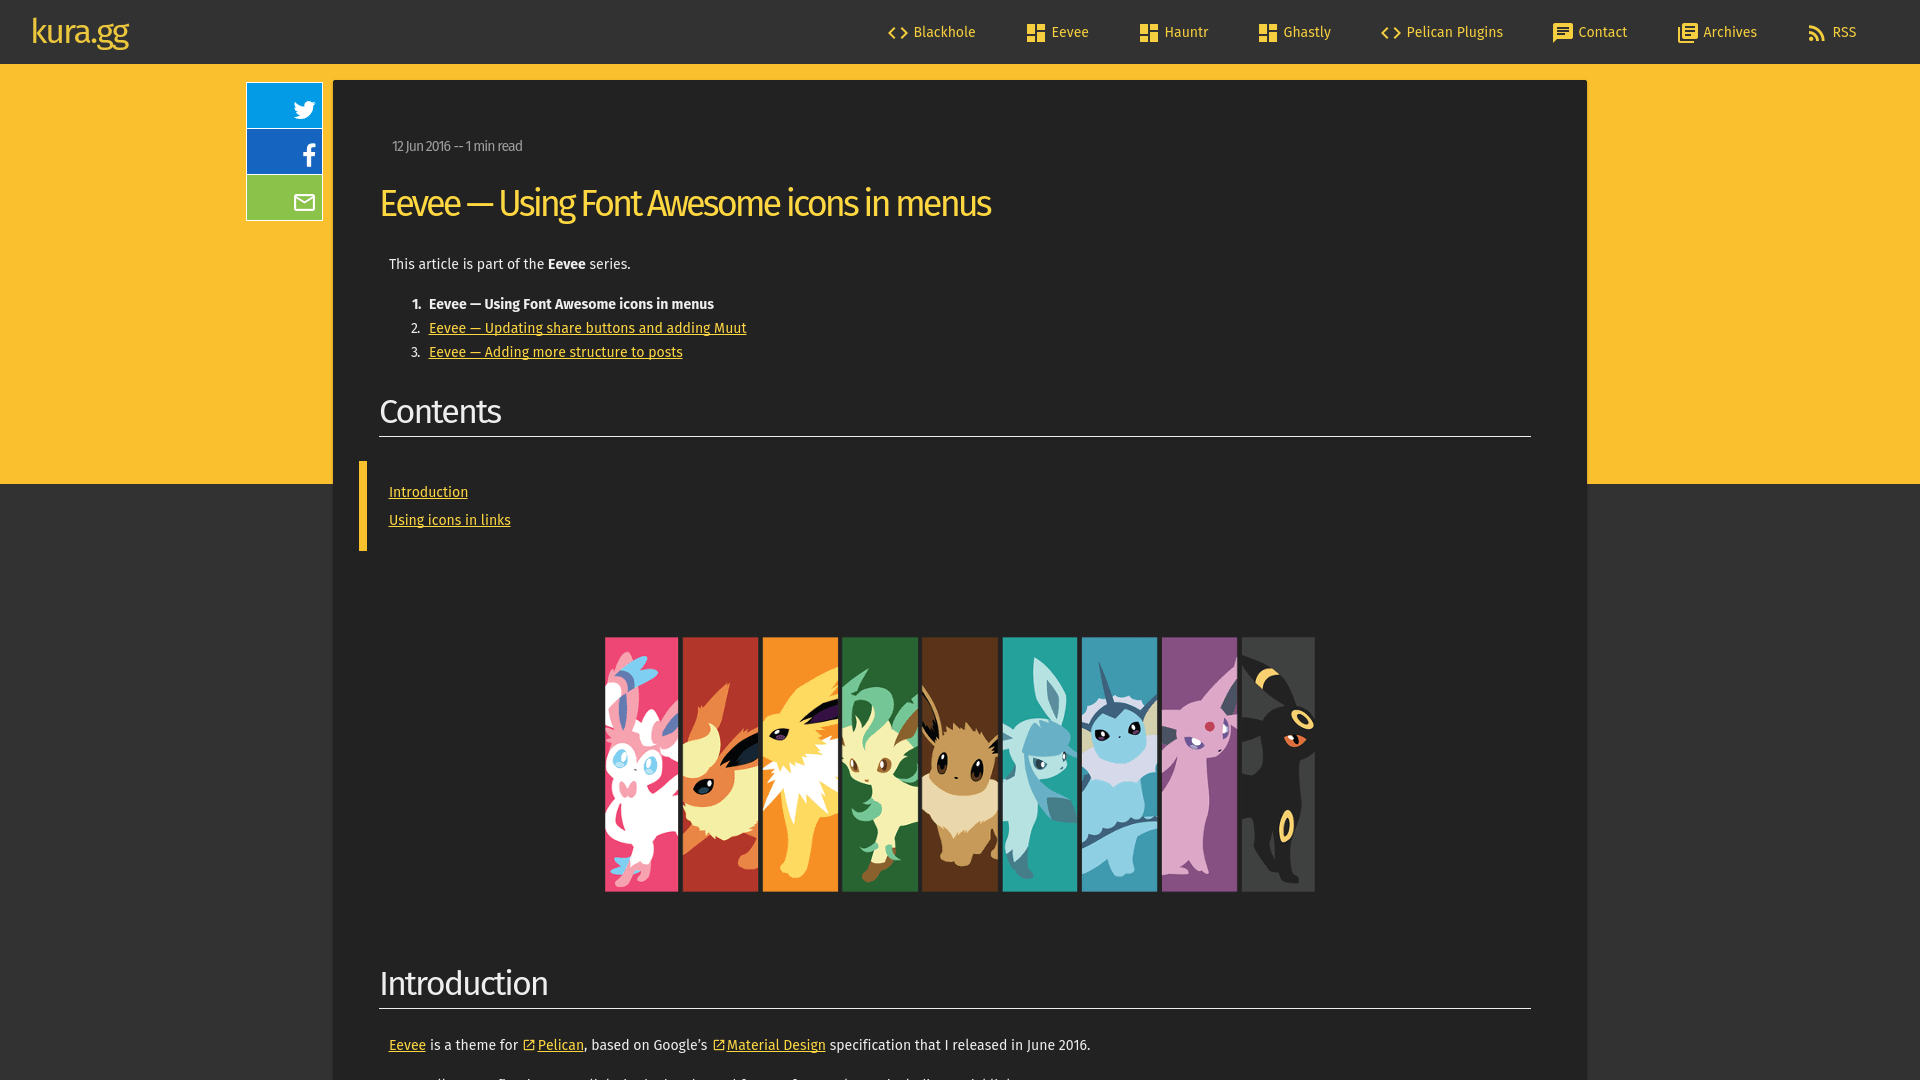 kura.gg
Blackhole
Eevee
Hauntr
Ghastly
Pelican Plugins
Contact
Archives
RSS
12 Jun 2016 -- 1 min read
Eevee — Using Font Awesome icons in menus
This article is part of the Eevee series.
1. Eevee — Using Font Awesome icons in menus
2. Eevee — Updating share buttons and adding Muut
3. Eevee — Adding more structure to posts
Contents
Introduction
Using icons in links
Introduction
Eevee is a theme for Pelican, based on Google’s Material Design specification that I released in June 2016.